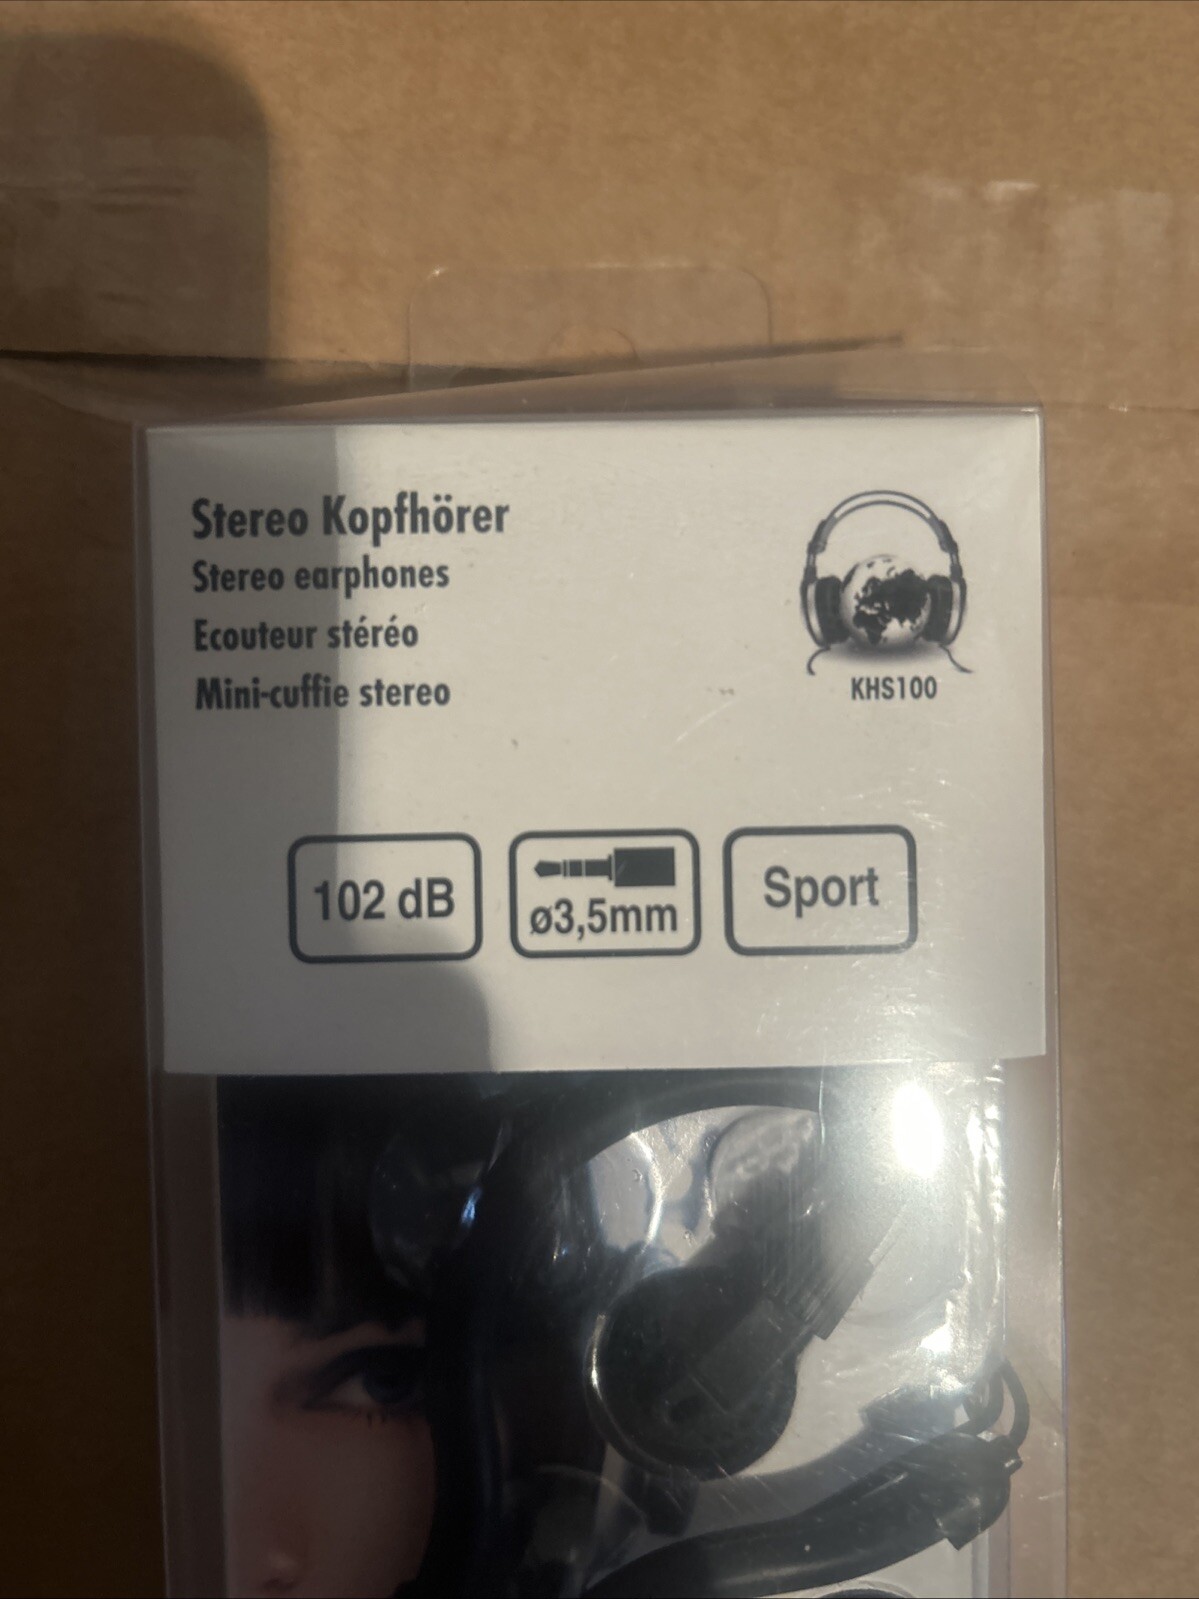 Stereo Kopfhörer
Stereo earphones
Ecouteur stéréo
Mini-cuffie stereo
KHS100
102 dB
ø3,5mm
Sport